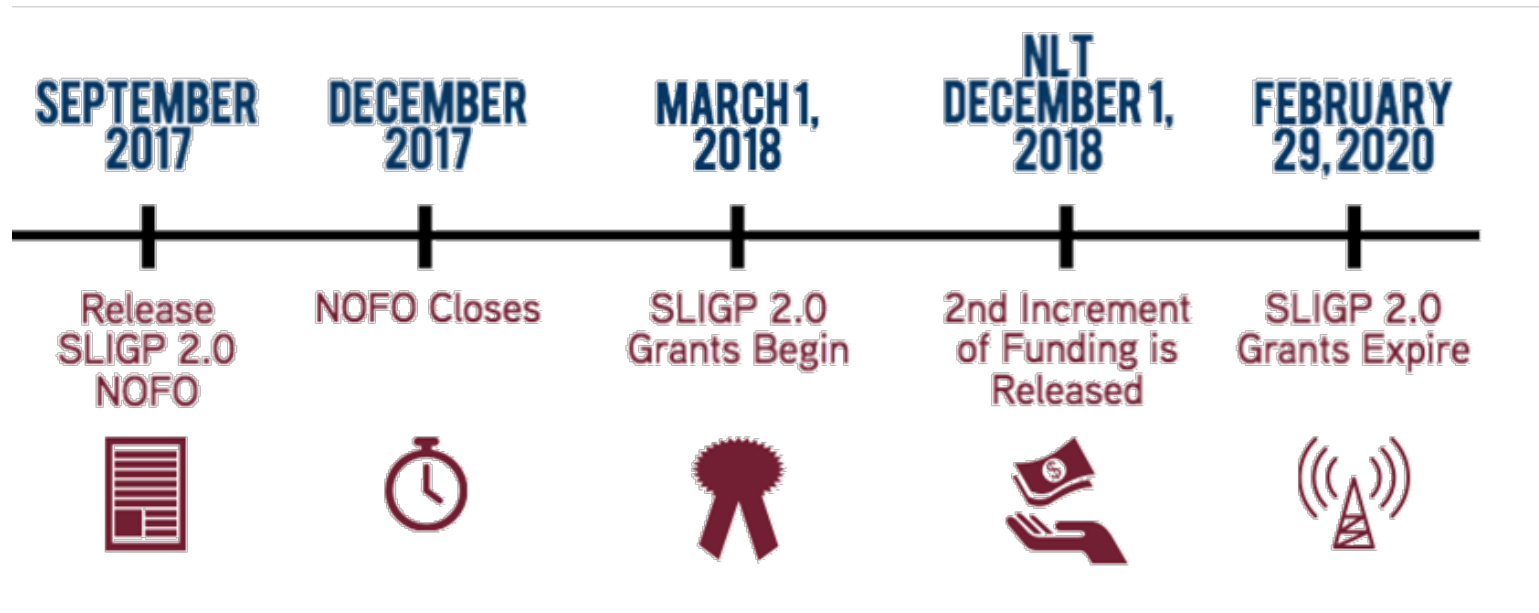 SEPTEMBER
2017
DECEMBER
2017
MARCH 1,
2018
NLT
DECEMBER 1,
2018
FEBRUARY
29, 2020
Release
SLIGP 2.0
NOFO
NOFO Closes
SLIGP 2.0
Grants Begin
2nd Increment
of Funding is
Released
SLIGP 2.0
Grants Expire
$